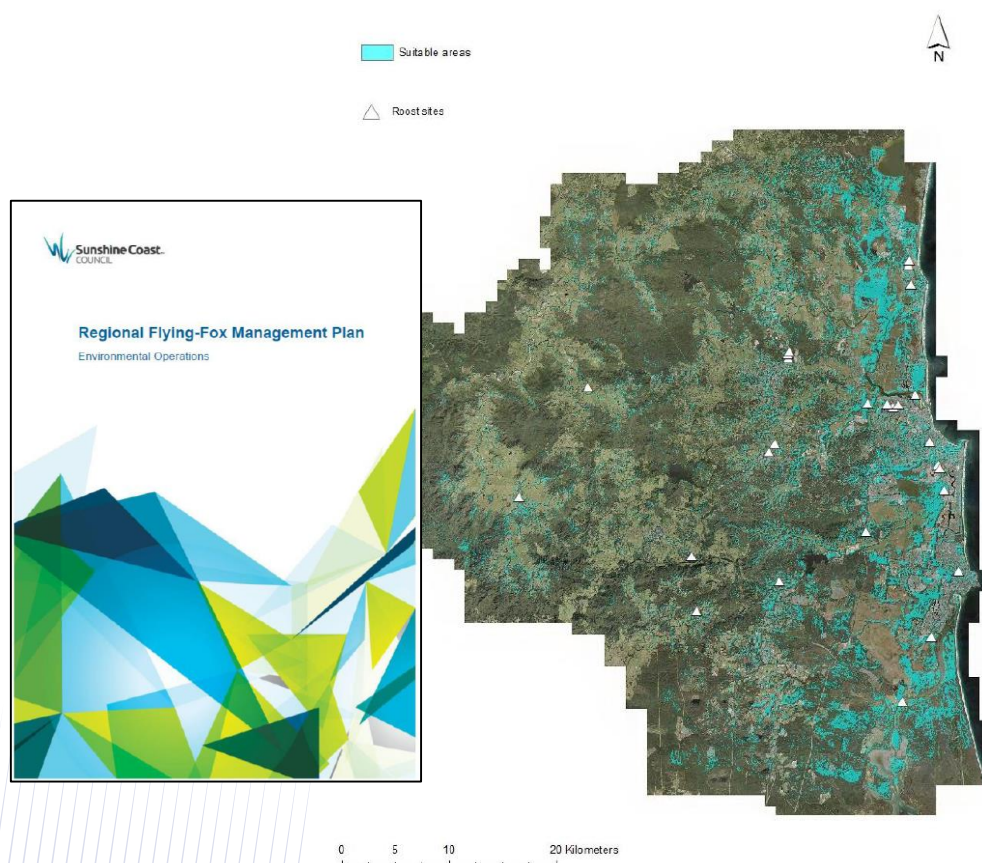 Suitable areas
Roost sites
N
Sunshine Coast
COUNCIL
Regional Flying-Fox Management Plan
Environmental Operations
0 5 10 20 Kilometers